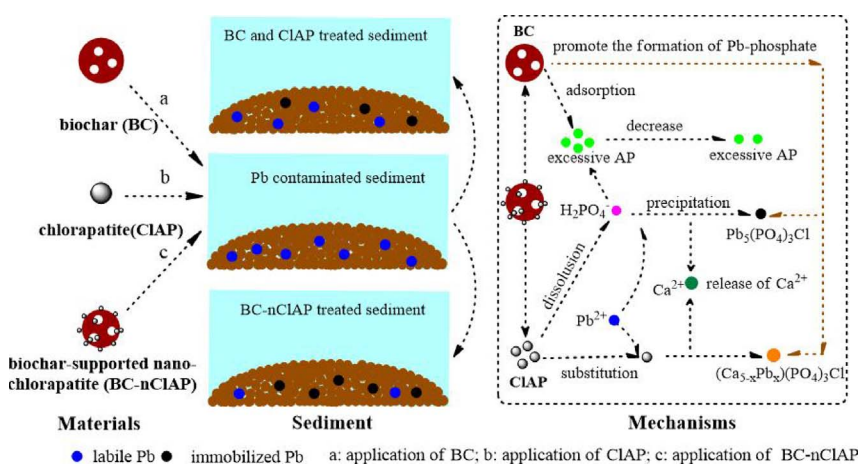 BC
BC and ClAP treated sediment
promote the formation of Pb-phosphate
a
adsorption
biochar (BC)
decrease
excessive AP
excessive AP
b
Pb contaminated sediment
H₂PO₄⁻
precipitation
chlorapatite(ClAP)
Pb₅(PO₄)₃Cl
c
dissolution
Ca²⁺
release of Ca²⁺
BC-nClAP treated sediment
Pb²⁺
biochar-supported nano-
chlorapatite (BC-nClAP)
ClAP
substitution
(Ca₅₋ₓPbₓ)(PO₄)₃Cl
Materials
Sediment
Mechanisms
labile Pb
immobilized Pb
a: application of BC; b: application of ClAP; c: application of BC-nClAP